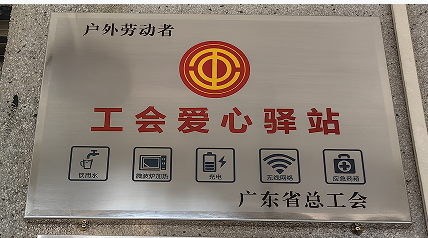 户外劳动者
工会爱心驿站
饮用水 微波炉加热 充电 无线网络 应急药箱
广东省总工会